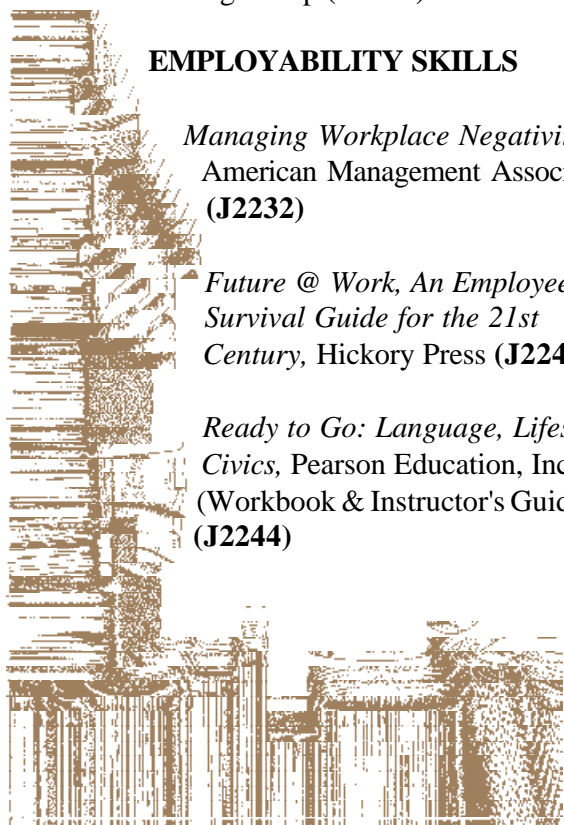 EMPLOYABILITY SKILLS
Managing Workplace
American Management
(J2232)
Future @ Work, An
Survival Guide for the 21st
Century, Hickory Press
Ready to Go: Language,
Civics, Pearson Education,
(Workbook & Instructor's
(J2244)